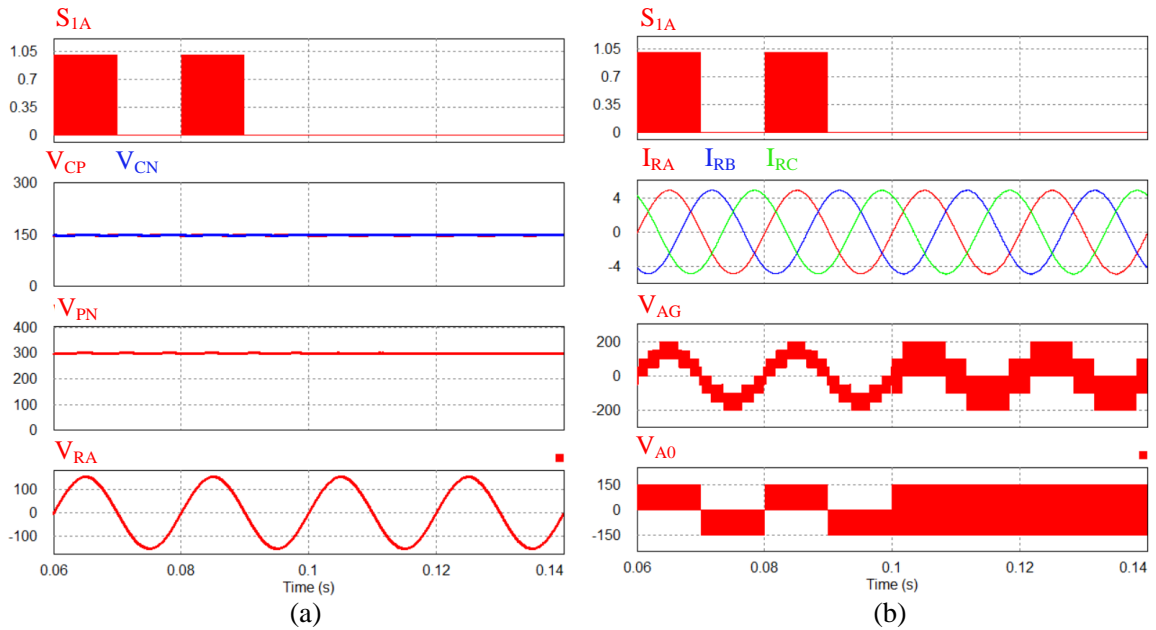 S1A
1.05
0.7
0.35
0
VCP VCN
300
150
0
VPN
400
300
200
100
0
VRA
100
0
-100
0.06 0.08 0.1 0.12 0.14
Time (s)
(a)
S1A
1.05
0.7
0.35
0
IRA IRB IRC
4
0
-4
VAG
200
0
-200
VA0
150
0
-150
0.06 0.08 0.1 0.12 0.14
Time (s)
(b)